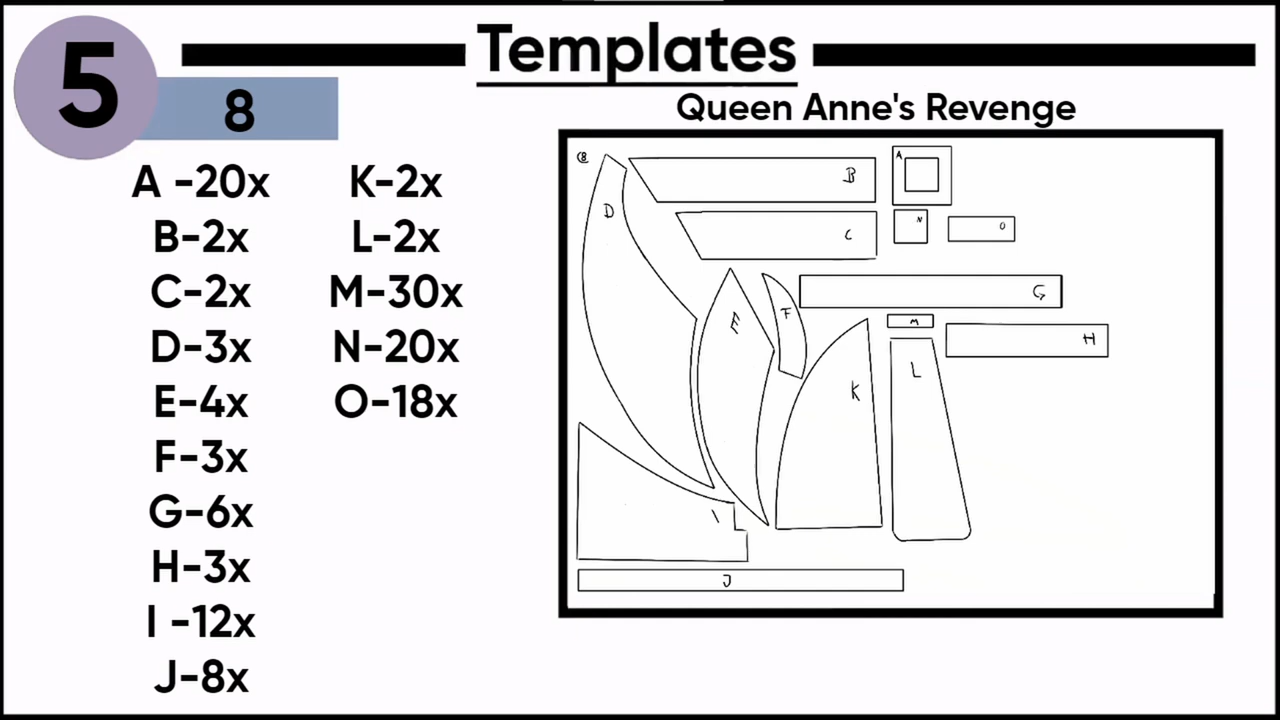 5
Templates
8
Queen Anne's Revenge
A -20x
B-2x
C-2x
D-3x
E-4x
F-3x
G-6x
H-3x
I -12x
J-8x
K-2x
L-2x
M-30x
N-20x
O-18x
8
D
B
A
C
N
O
E
F
G
M
H
K
L
I
J